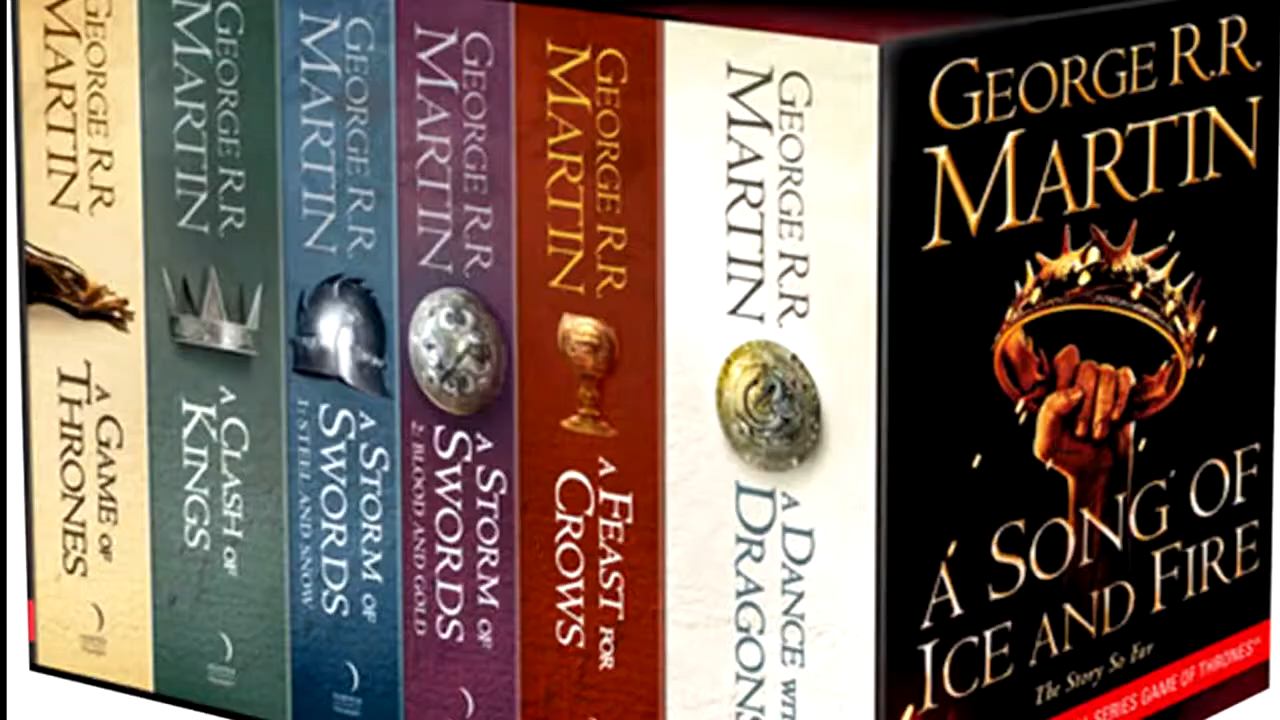 GEORGE R.R.
MARTIN
A GAME OF
THRONES
GEORGE R.R.
MARTIN
A CLASH OF
KINGS
GEORGE R.R.
MARTIN
A STORM OF
SWORDS
1: STEEL AND SNOW
GEORGE R.R.
MARTIN
A STORM OF
SWORDS
2: BLOOD AND GOLD
GEORGE R.R.
MARTIN
A FEAST FOR
CROWS
GEORGE R.R.
MARTIN
A DANCE
DRAGONS
GEORGE R.R.
MARTIN
A SONG OF
ICE AND FIRE
The Story So Far
SERIES GAME OF THRONES